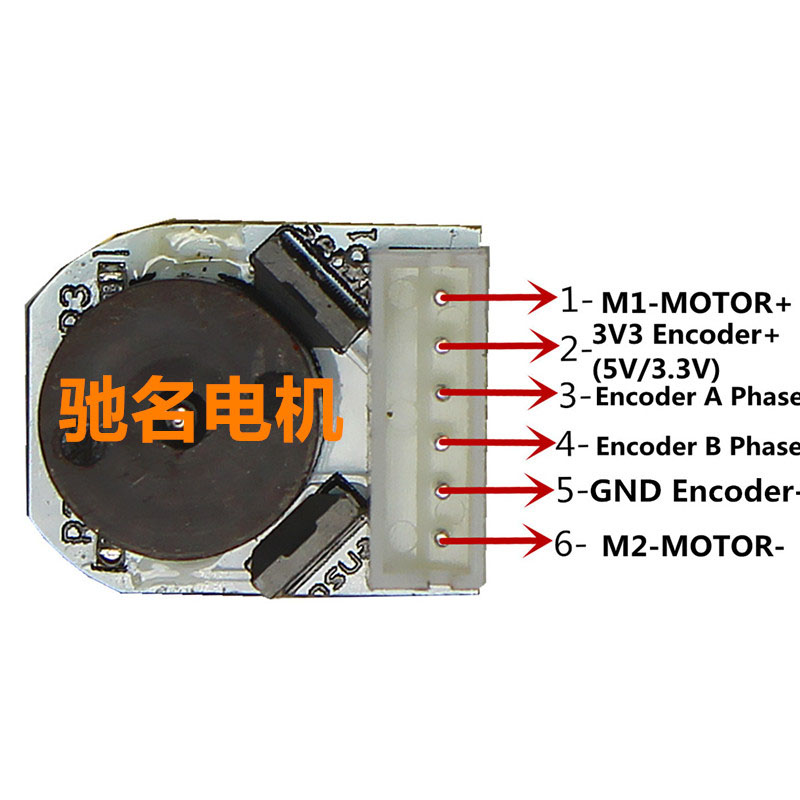 驰名电机
1- M1-MOTOR+
2- 3V3 Encoder+
(5V/3.3V)
3- Encoder A Phase
4- Encoder B Phase
5- GND Encoder-
6- M2-MOTOR-